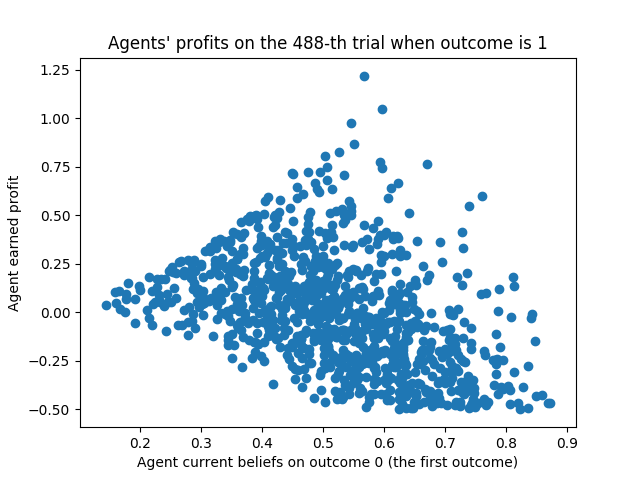 Agents' profits on the 488-th trial when outcome is 1
Agent earned profit
1.25
1.00
0.75
0.50
0.25
0.00
−0.25
−0.50
0.2 0.3 0.4 0.5 0.6 0.7 0.8 0.9
Agent current beliefs on outcome 0 (the first outcome)